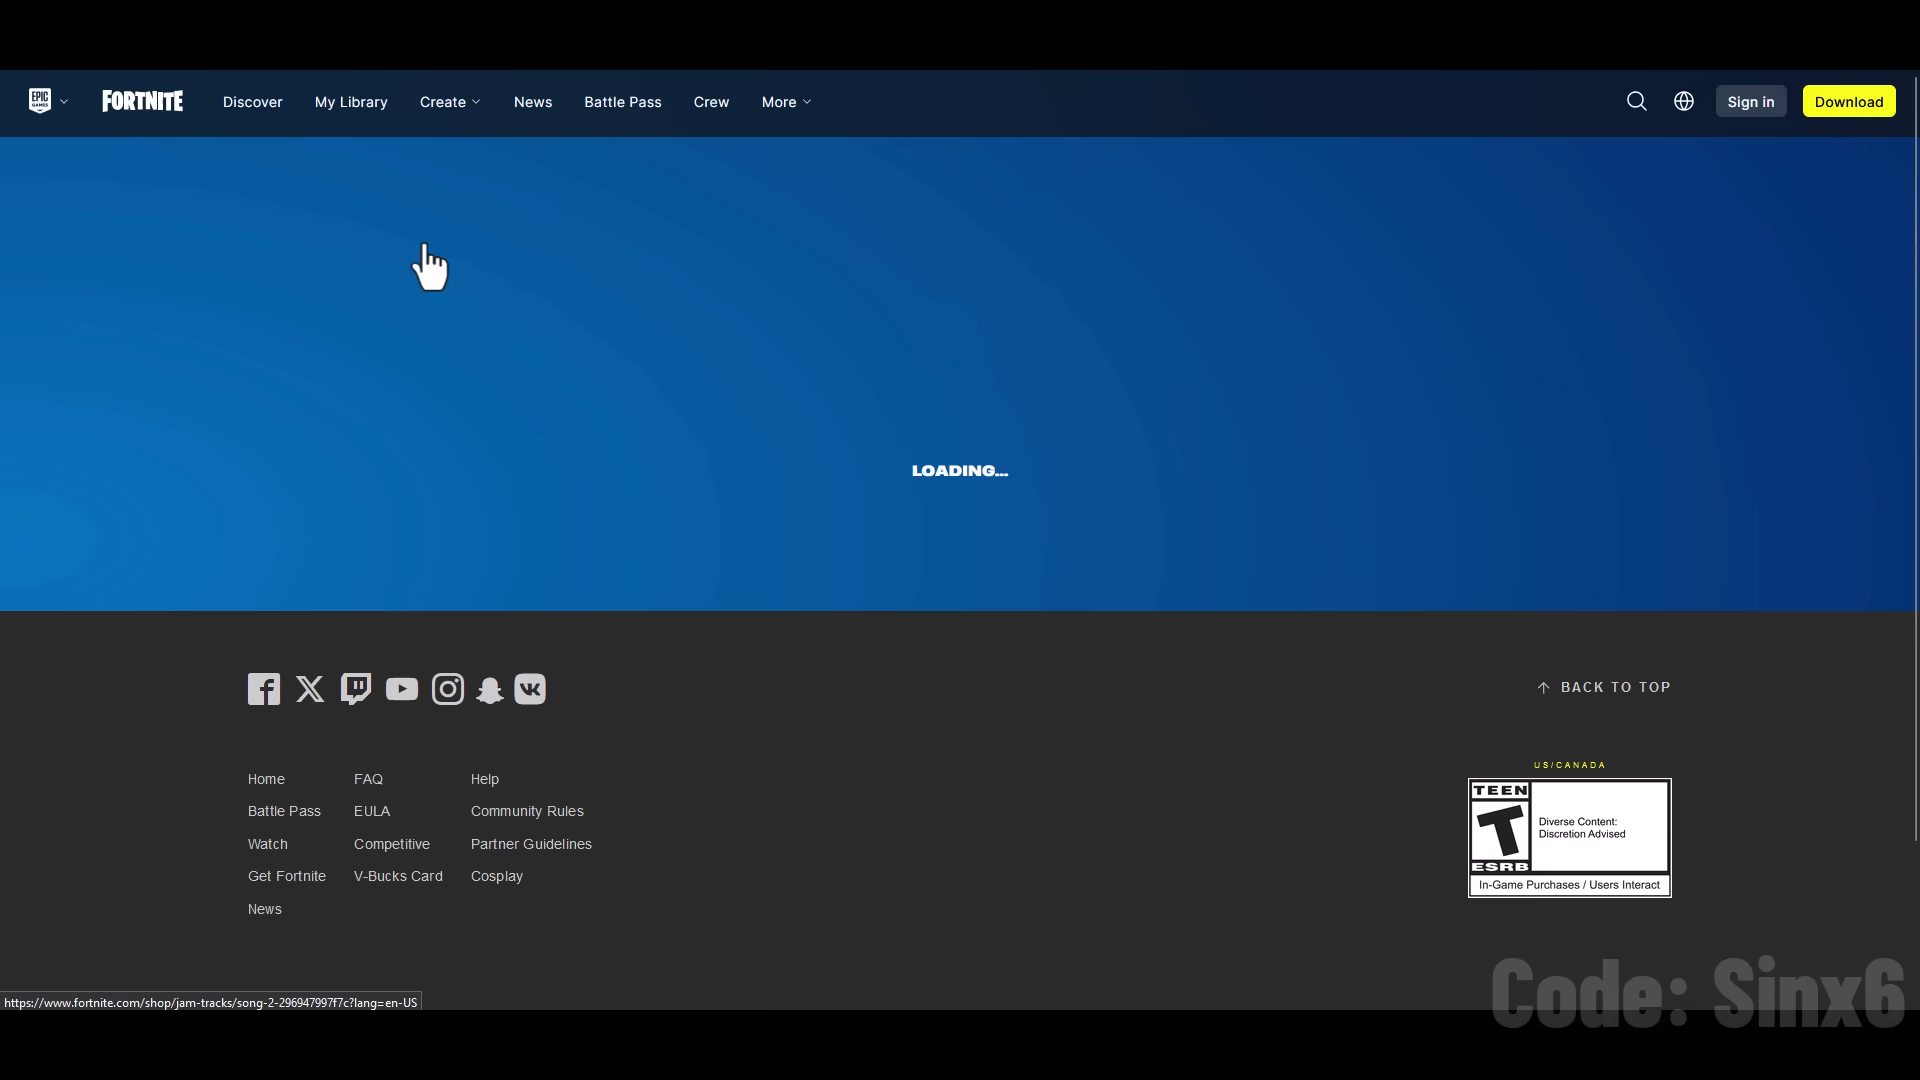 EPIC GAMES
FORTNITE
Discover
My Library
Create
News
Battle Pass
Crew
More
Sign in
Download
LOADING...
BACK TO TOP
Home
FAQ
Help
Battle Pass
EULA
Community Rules
Watch
Competitive
Partner Guidelines
Get Fortnite
V-Bucks Card
Cosplay
News
US/CANADA
TEEN
T
ESRB
Diverse Content:
Discretion Advised
In-Game Purchases / Users Interact
Code: Sinx6
https://www.fortnite.com/shop/jam-tracks/song-2-296947997f7c?lang=en-US